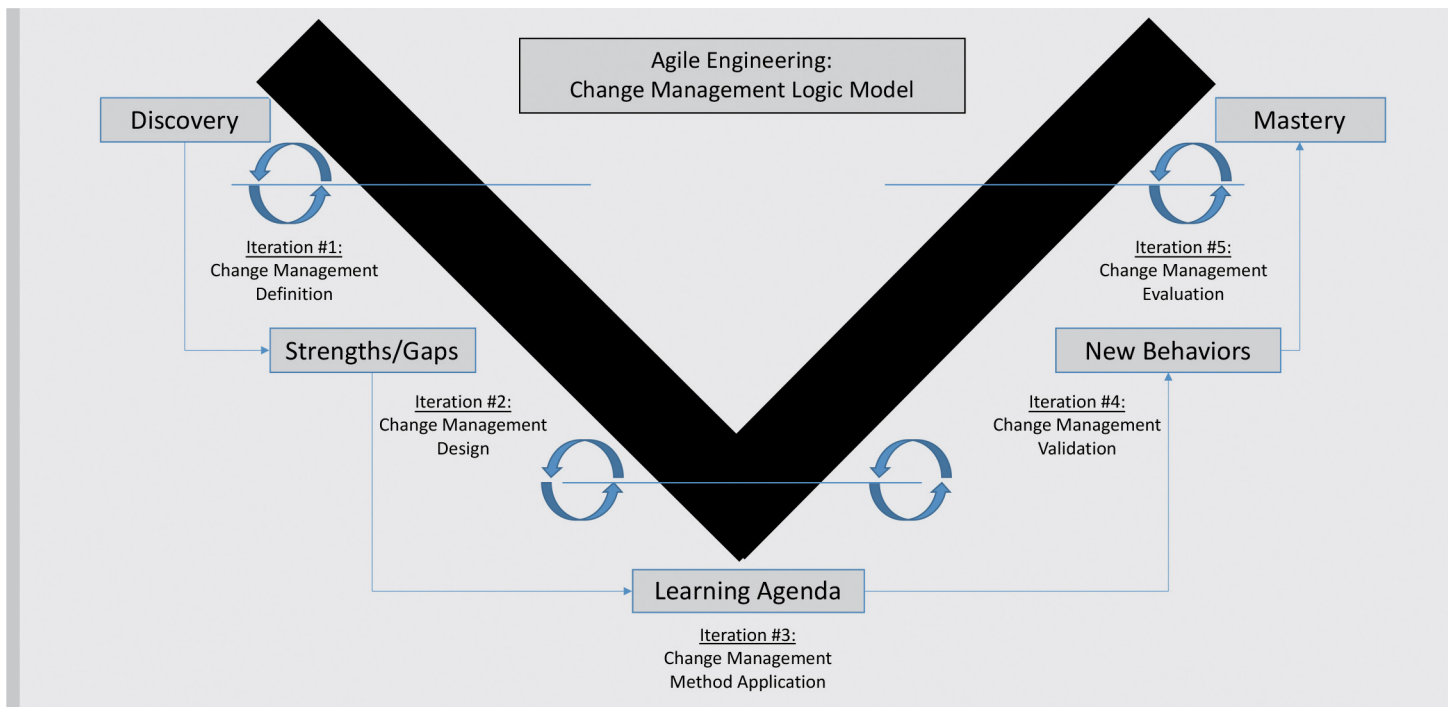 Agile Engineering:
Change Management Logic Model
Discovery
Mastery
Iteration #1:
Change Management
Definition
Iteration #5:
Change Management
Evaluation
Strengths/Gaps
New Behaviors
Iteration #2:
Change Management
Design
Iteration #4:
Change Management
Validation
Learning Agenda
Iteration #3:
Change Management
Method Application